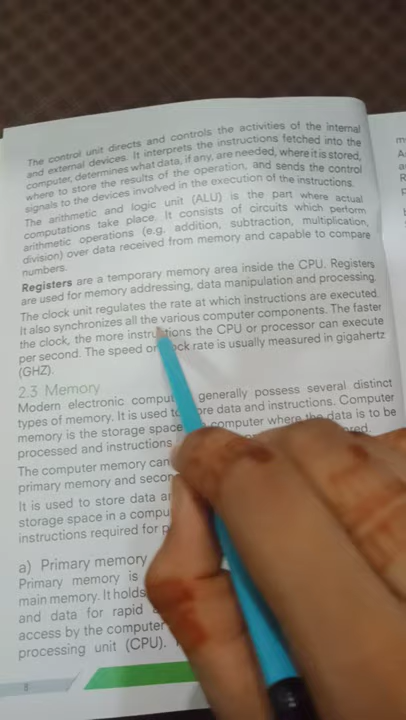 The control unit directs and controls the activities of the internal
and external devices. It interprets the instructions fetched into the
computer, determines what data, if any, are needed, where it is stored,
where to store the results of the operation, and sends the control
signals to the devices involved in the execution of the instructions.
The arithmetic and logic unit (ALU) is the part where actual
computations take place. It consists of circuits which perform
arithmetic operations (e.g. addition, subtraction, multiplication,
division) over data received from memory and capable to compare
numbers.
Registers are a temporary memory area inside the CPU. Registers
are used for memory addressing, data manipulation and processing.
The clock unit regulates the rate at which instructions are executed.
It also synchronizes all the various computer components. The faster
the clock, the more instructions the CPU or processor can execute
per second. The speed or clock rate is usually measured in gigahertz
(GHZ).
2.3 Memory
Modern electronic generally possess several distinct
types of memory. It is used to store data and instructions. Computer
memory is the storage space computer where the data is to be
processed and instructions
The computer memory can
primary memory and
It is used to store data
storage space in a
instructions required for
a) Primary memory
Primary memory is
main memory. It holds
and data for rapid
access by the computer
processing unit (CPU).
8